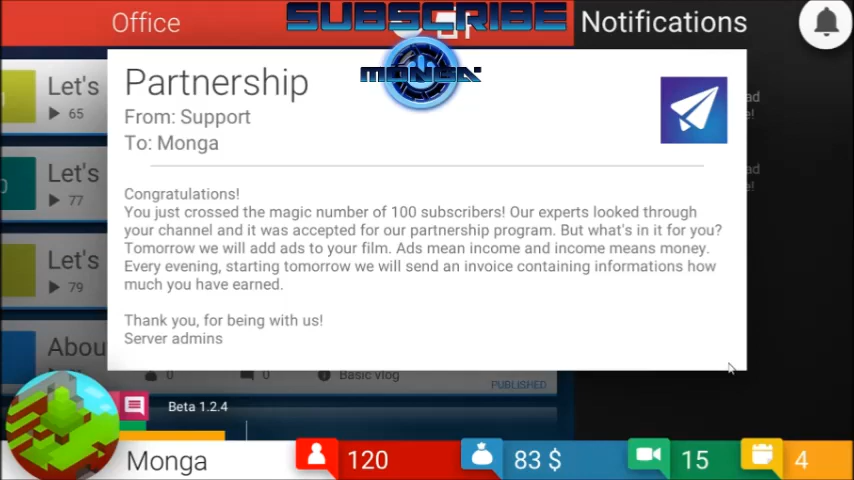 Office
SUBSCRIBE
Notifications
MONGA
Partnership
From: Support
To: Monga
Let's
65
Let's
77
Let's
79
Congratulations!
You just crossed the magic number of 100 subscribers! Our experts looked through
your channel and it was accepted for our partnership program. But what's in it for you?
Tomorrow we will add ads to your film. Ads mean income and income means money.
Every evening, starting tomorrow we will send an invoice containing informations how
much you have earned.
Thank you, for being with us!
Server admins
0
0
Basic vlog
PUBLISHED
Beta 1.2.4
Monga
120
83 $
15
4